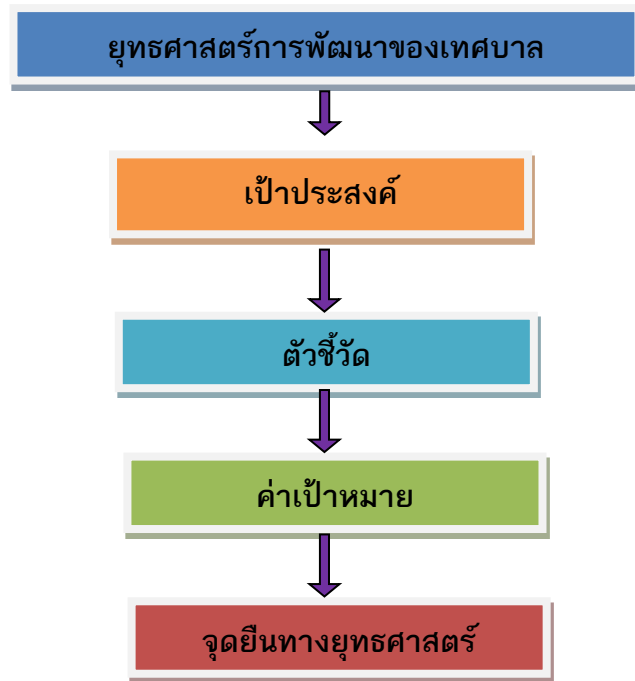 ยุทธศาสตร์การพัฒนาของเทศบาล
เป้าประสงค์
ตัวชี้วัด
ค่าเป้าหมาย
จุดยืนทางยุทธศาสตร์